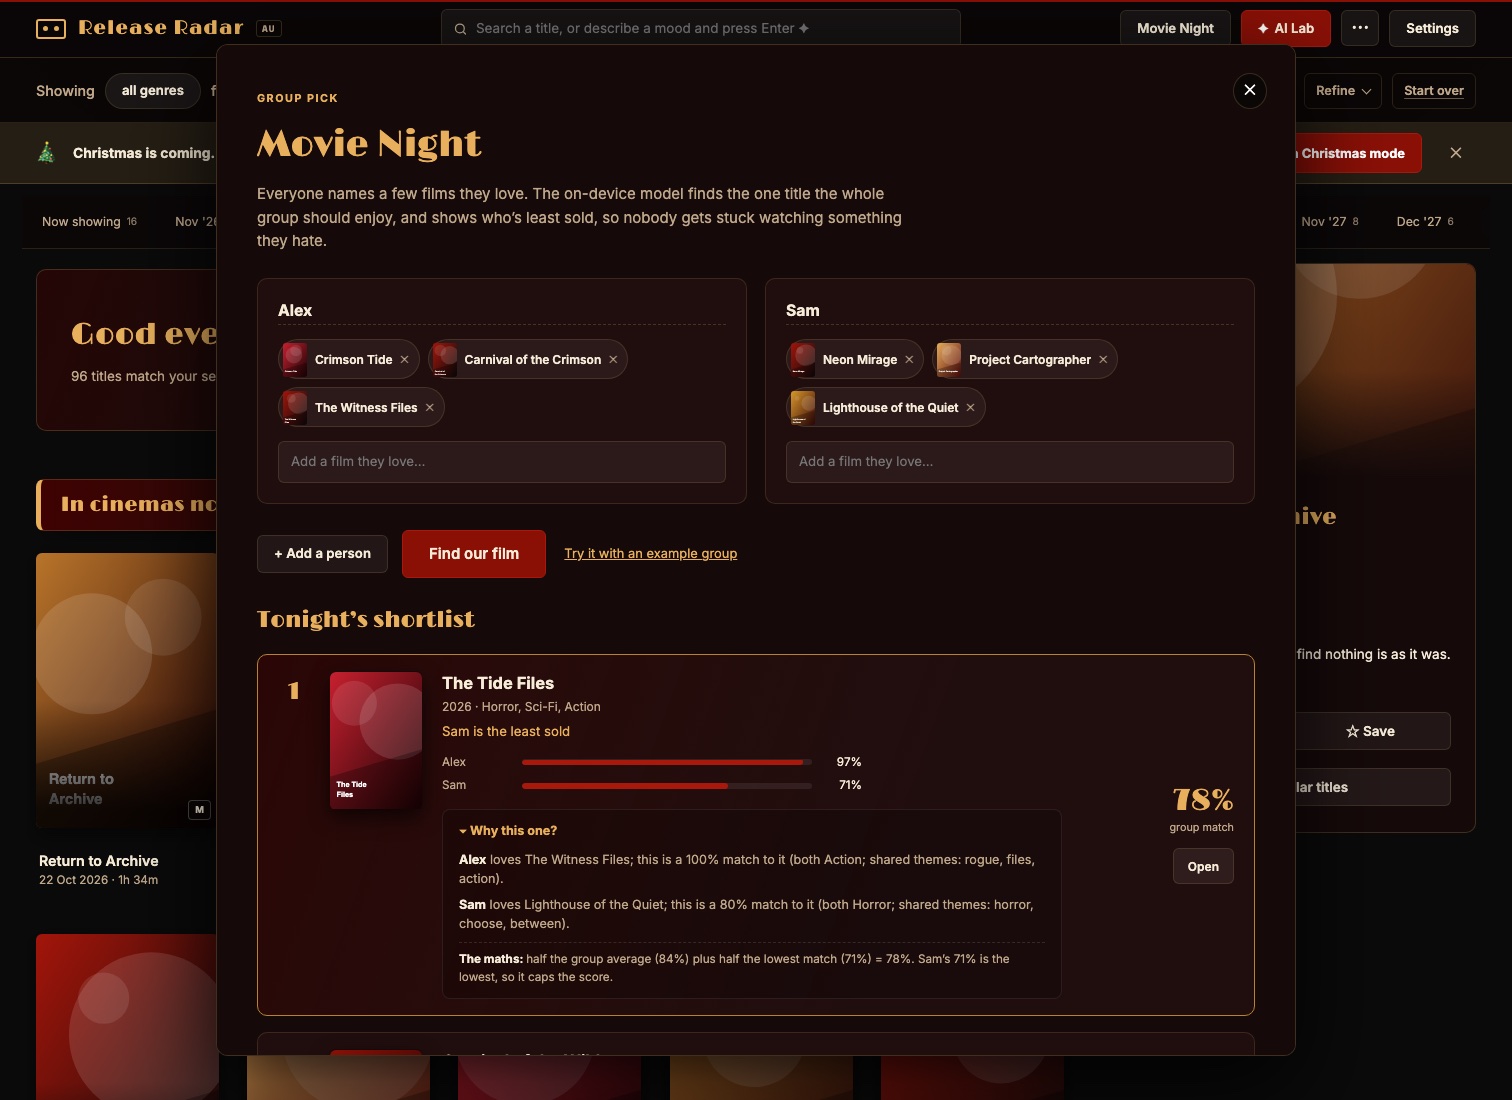 Release Radar AU
Search a title, or describe a mood and press Enter ✦
Movie Night
✦ AI Lab
•••
Settings
Showing all genres
Refine
Start over
🎄 Christmas is coming.
Christmas mode
Now showing 16
Nov '26
Nov '27 8
Dec '27 6
Good eve
96 titles match your se
In cinemas no
Return to
Archive
M
Return to Archive
22 Oct 2026 · 1h 34m
GROUP PICK
Movie Night
Everyone names a few films they love. The on-device model finds the one title the whole
group should enjoy, and shows who’s least sold, so nobody gets stuck watching something
they hate.
Alex
Crimson Tide ×
Carnival of the Crimson ×
The Witness Files ×
Add a film they love...
Sam
Neon Mirage ×
Project Cartographer ×
Lighthouse of the Quiet ×
Add a film they love...
+ Add a person
Find our film
Try it with an example group
Tonight’s shortlist
1
The Tide
Files
The Tide Files
2026 · Horror, Sci-Fi, Action
Sam is the least sold
Alex 97%
Sam 71%
Why this one?
Alex loves The Witness Files; this is a 100% match to it (both Action; shared themes: rogue, files,
action).
Sam loves Lighthouse of the Quiet; this is a 80% match to it (both Horror; shared themes: horror,
choose, between).
The maths: half the group average (84%) plus half the lowest match (71%) = 78%. Sam’s 71% is the
lowest, so it caps the score.
78%
group match
Open
hive
find nothing is as it was.
☆ Save
lar titles